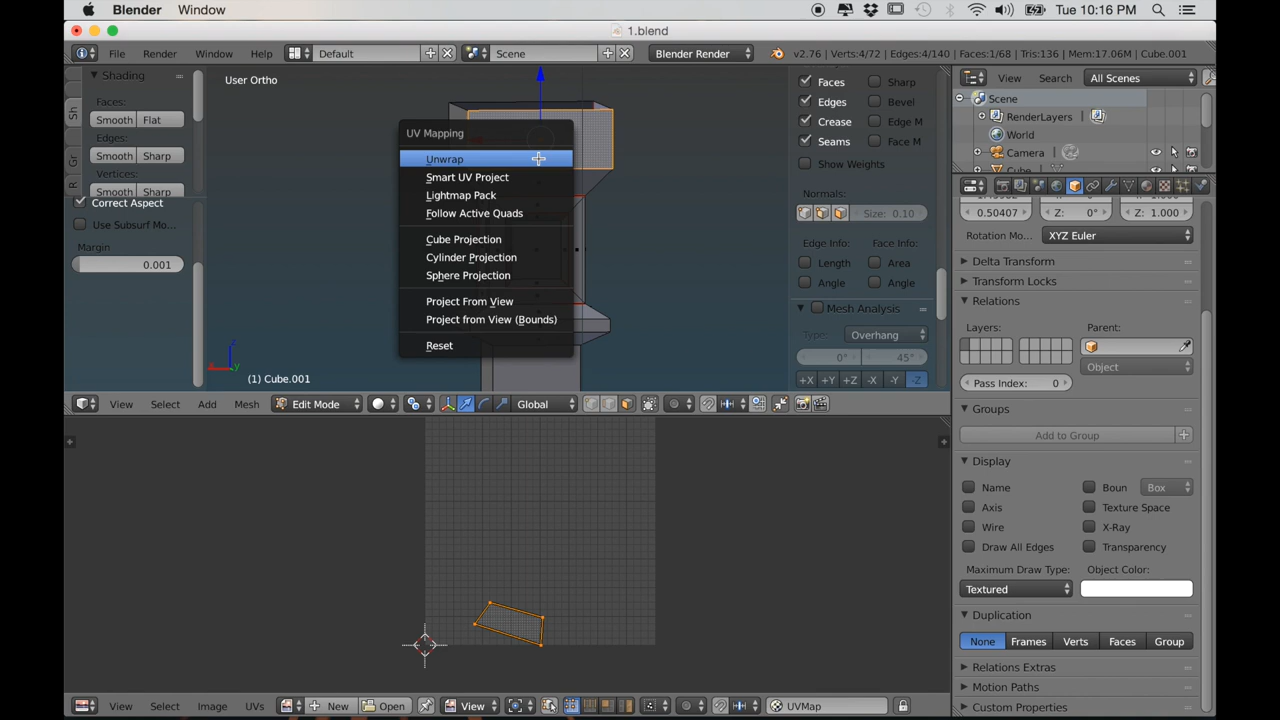 Blender Window Tue 10:16 PM
1.blend
File Render Window Help Default Scene Blender Render v2.76 | Verts:4/72 | Edges:4/140 | Faces:1/68 | Tris:136 | Mem:17.06M | Cube.001
Shading
Faces:
Smooth Flat
Edges:
Smooth Sharp
Vertices:
Smooth Sharp
Correct Aspect
Use Subsurf Mo...
Margin
0.001
Sh
Gr
R
User Ortho
UV Mapping
Unwrap
Smart UV Project
Lightmap Pack
Follow Active Quads
Cube Projection
Cylinder Projection
Sphere Projection
Project From View
Project from View (Bounds)
Reset
z
x
y
(1) Cube.001
Faces Sharp
Edges Bevel
Crease Edge M
Seams Face M
Show Weights
Normals:
Size: 0.10
Edge Info: Face Info:
Length Area
Angle Angle
Mesh Analysis
Type: Overhang
0° 45°
+X +Y +Z -X -Y -Z
View Select Add Mesh Edit Mode Global
View Search All Scenes
Scene
RenderLayers
World
Camera
Cube
0.50407 Z: 0° Z: 1.000
Rotation Mo... XYZ Euler
Delta Transform
Transform Locks
Relations
Layers: Parent:
Object
Pass Index: 0
Groups
Add to Group
Display
Name Boun Box
Axis Texture Space
Wire X-Ray
Draw All Edges Transparency
Maximum Draw Type: Object Color:
Textured
Duplication
None Frames Verts Faces Group
Relations Extras
Motion Paths
Custom Properties
View Select Image UVs New Open View UVMap